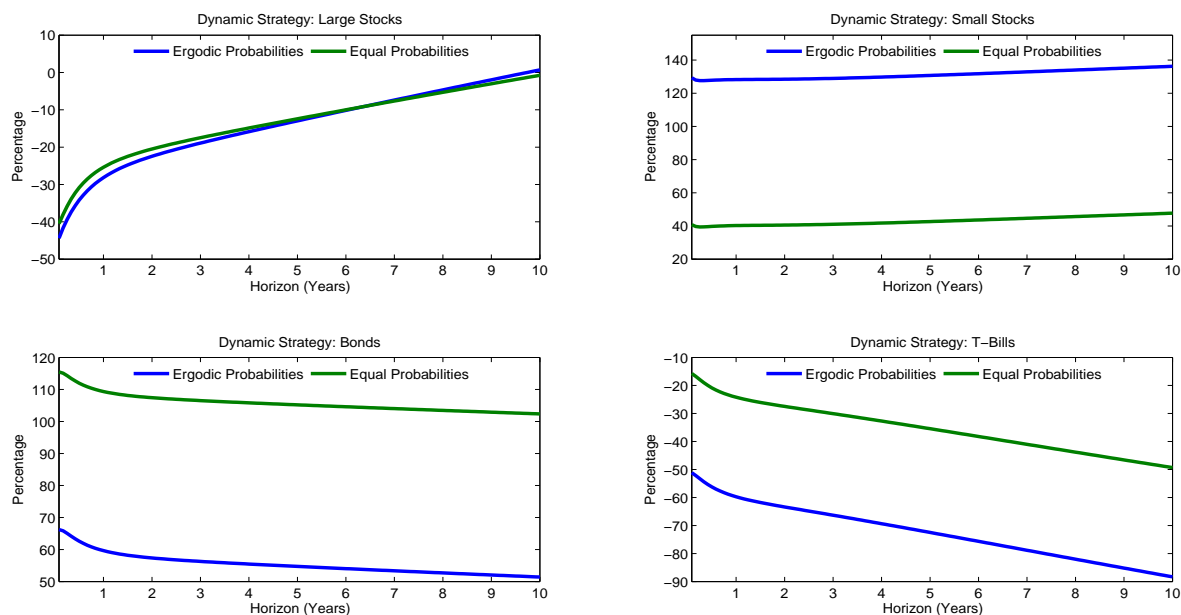 Dynamic Strategy: Large Stocks
10
0
−10
−20
−30
−40
−50
Percentage
Ergodic Probabilities
Equal Probabilities
1 2 3 4 5 6 7 8 9 10
Horizon (Years)
Dynamic Strategy: Small Stocks
140
120
100
80
60
40
20
Percentage
Ergodic Probabilities
Equal Probabilities
1 2 3 4 5 6 7 8 9 10
Horizon (Years)
Dynamic Strategy: Bonds
120
110
100
90
80
70
60
50
Percentage
Ergodic Probabilities
Equal Probabilities
1 2 3 4 5 6 7 8 9 10
Horizon (Years)
Dynamic Strategy: T−Bills
−10
−20
−30
−40
−50
−60
−70
−80
−90
Percentage
Ergodic Probabilities
Equal Probabilities
1 2 3 4 5 6 7 8 9 10
Horizon (Years)